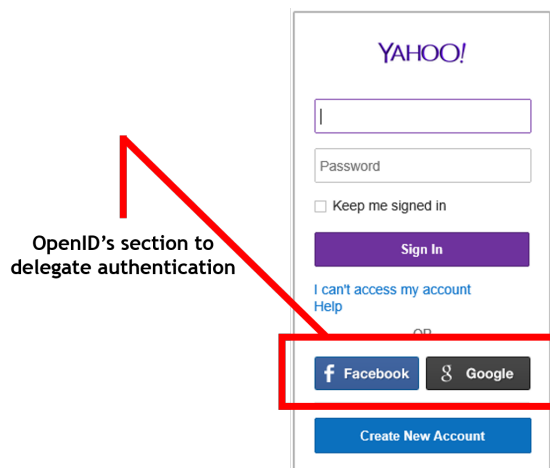 YAHOO!
Password
Keep me signed in
Sign In
OpenID's section to
delegate authentication
I can't access my account
Help
OR
f Facebook
g Google
Create New Account